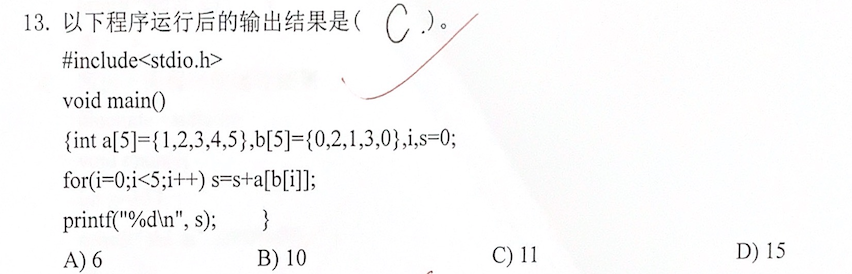 13. 以下程序运行后的输出结果是( C )。
#include<stdio.h>
void main()
{int a[5]={1,2,3,4,5},b[5]={0,2,1,3,0},i,s=0;
for(i=0;i<5;i++) s=s+a[b[i]];
printf("%d\n", s); }
A) 6 B) 10 C) 11 D) 15